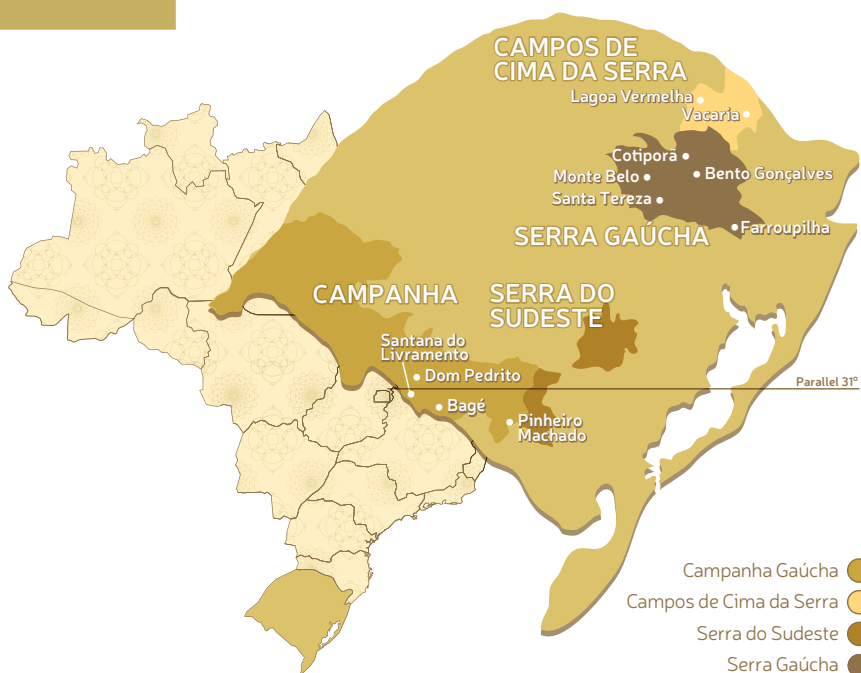 CAMPOS DE
CIMA DA SERRA
Lagoa Vermelha
Vacaria
Cotiporã
Monte Belo
Bento Gonçalves
Santa Tereza
Farroupilha
SERRA GAÚCHA
CAMPANHA
SERRA DO
SUDESTE
Santana do
Livramento
Dom Pedrito
Parallel 31º
Bagé
Pinheiro
Machado
Campanha Gaúcha
Campos de Cima da Serra
Serra do Sudeste
Serra Gaúcha